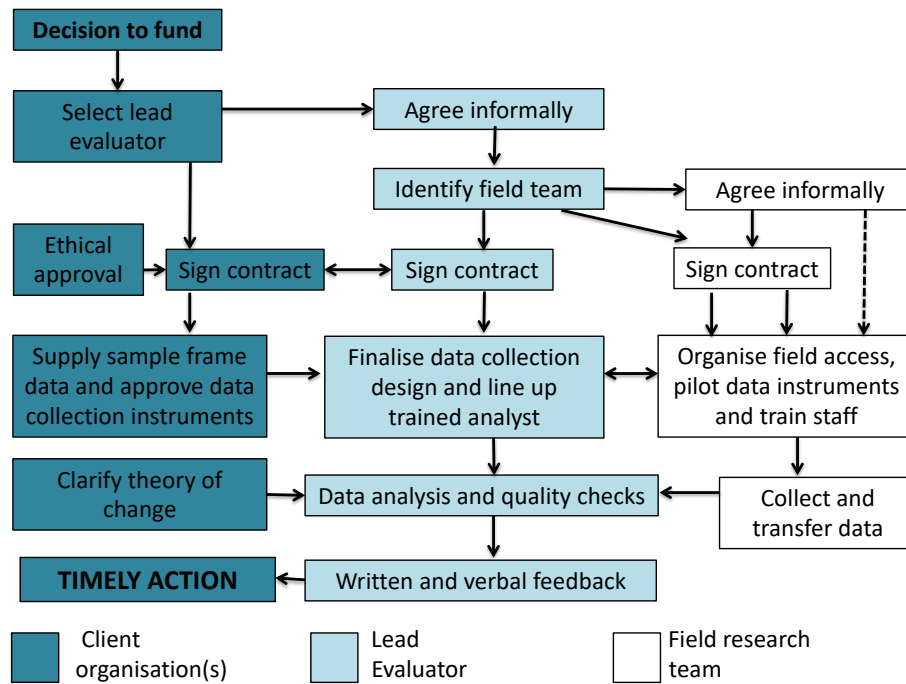 Decision to fund
Select lead
evaluator
Agree informally
Identify field team
Agree informally
Ethical
approval
Sign contract
Sign contract
Sign contract
Supply sample frame
data and approve data
collection instruments
Finalise data collection
design and line up
trained analyst
Organise field access,
pilot data instruments
and train staff
Clarify theory of
change
Data analysis and quality checks
Collect and
transfer data
TIMELY ACTION
Written and verbal feedback
Client
organisation(s)
Lead
Evaluator
Field research
team